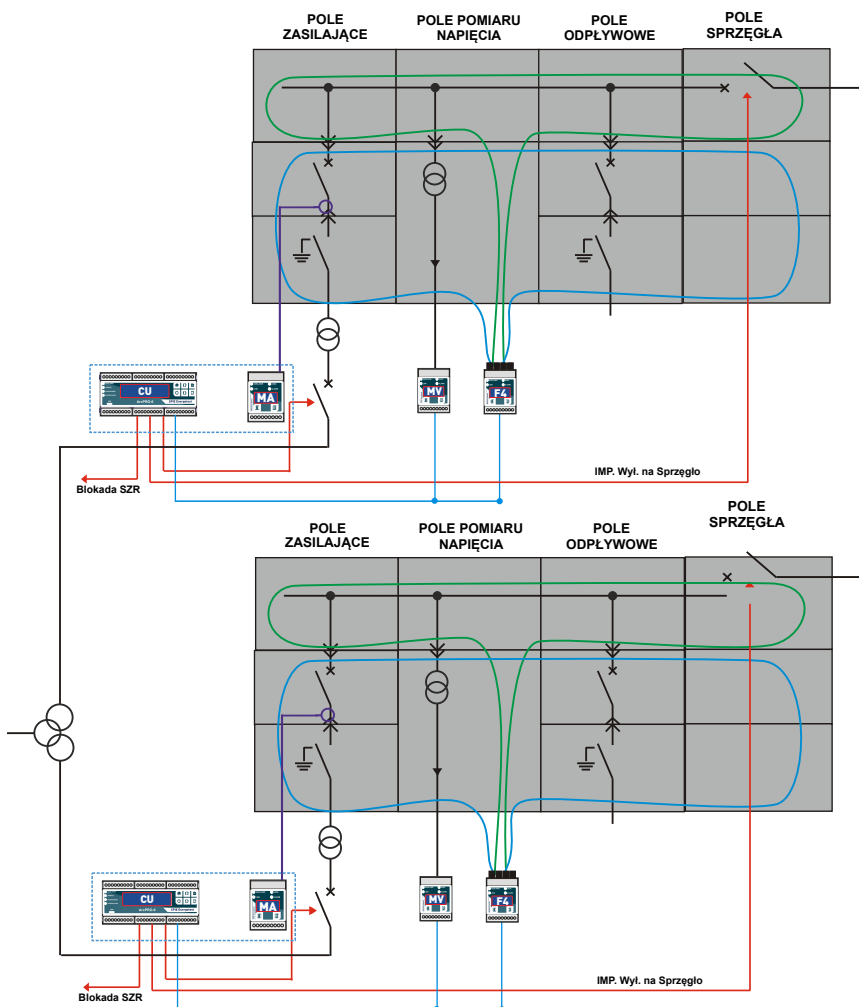 POLE
ZASILAJĄCE
POLE POMIARU
NAPIĘCIA
POLE
ODPŁYWOWE
POLE
SPRZĘGŁA
CU
MA
MV
F4
IMP. Wył. na Sprzęgło
Blokada SZR
POLE
ZASILAJĄCE
POLE POMIARU
NAPIĘCIA
POLE
ODPŁYWOWE
POLE
SPRZĘGŁA
CU
MA
MV
F4
IMP. Wył. na Sprzęgło
Blokada SZR